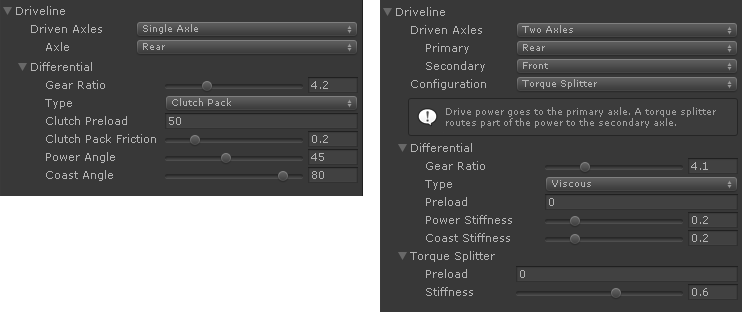 Driveline
Driven Axles Single Axle
Axle Rear
Differential
Gear Ratio 4.2
Type Clutch Pack
Clutch Preload 50
Clutch Pack Friction 0.2
Power Angle 45
Coast Angle 80
Driveline
Driven Axles Two Axles
Primary Rear
Secondary Front
Configuration Torque Splitter
Drive power goes to the primary axle. A torque splitter
routes part of the power to the secondary axle.
Differential
Gear Ratio 4.1
Type Viscous
Preload 0
Power Stiffness 0.2
Coast Stiffness 0.2
Torque Splitter
Preload 0
Stiffness 0.6